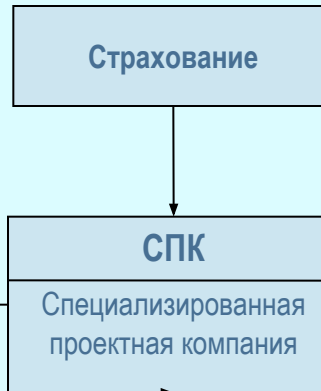 Страхование
СПК
Специализированная
проектная компания